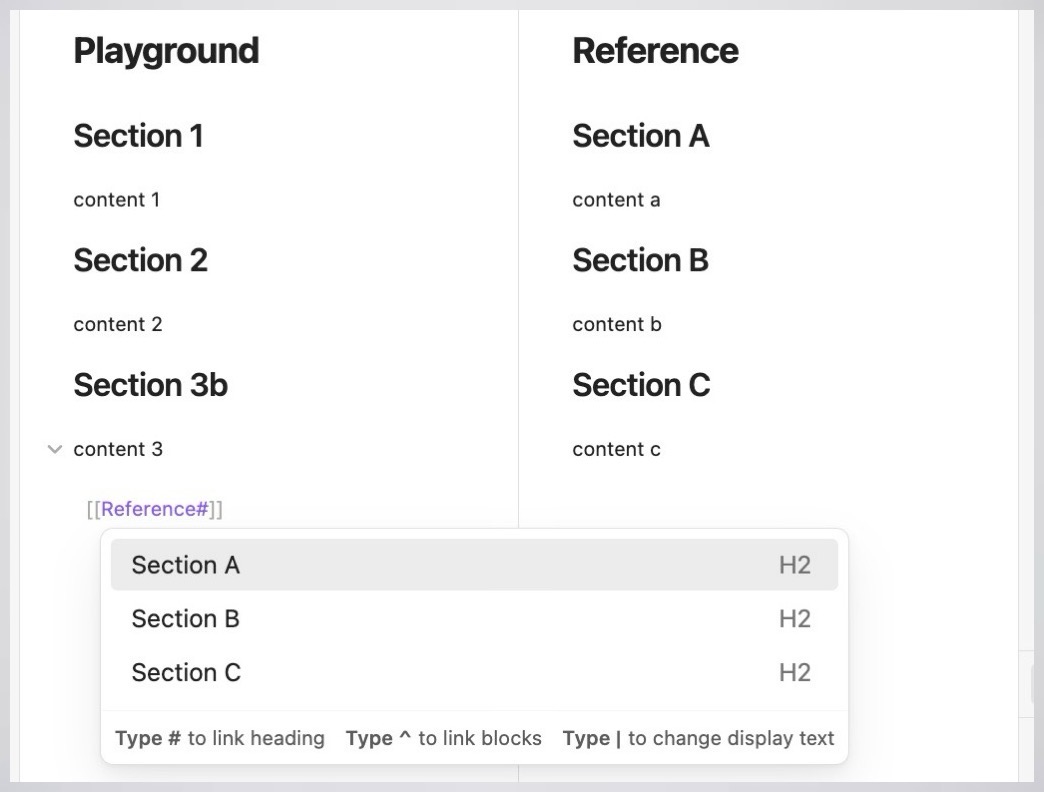 Playground
Section 1
content 1
Section 2
content 2
Section 3b
content 3
[[Reference#]]
Reference
Section A
content a
Section B
content b
Section C
content c
Section A H2
Section B H2
Section C H2
Type # to link heading Type ^ to link blocks Type | to change display text